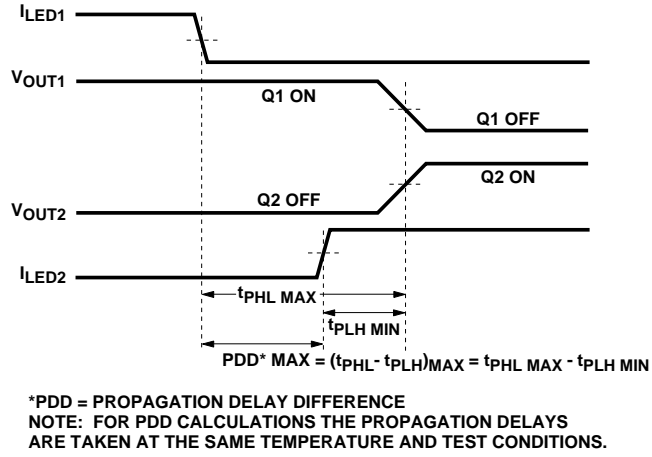 ILED1
VOUT1
Q1 ON
Q1 OFF
Q2 ON
Q2 OFF
VOUT2
ILED2
tPHL MAX
tPLH MIN
PDD* MAX = (tPHL- tPLH)MAX = tPHL MAX - tPLH MIN
*PDD = PROPAGATION DELAY DIFFERENCE
NOTE: FOR PDD CALCULATIONS THE PROPAGATION DELAYS
ARE TAKEN AT THE SAME TEMPERATURE AND TEST CONDITIONS.